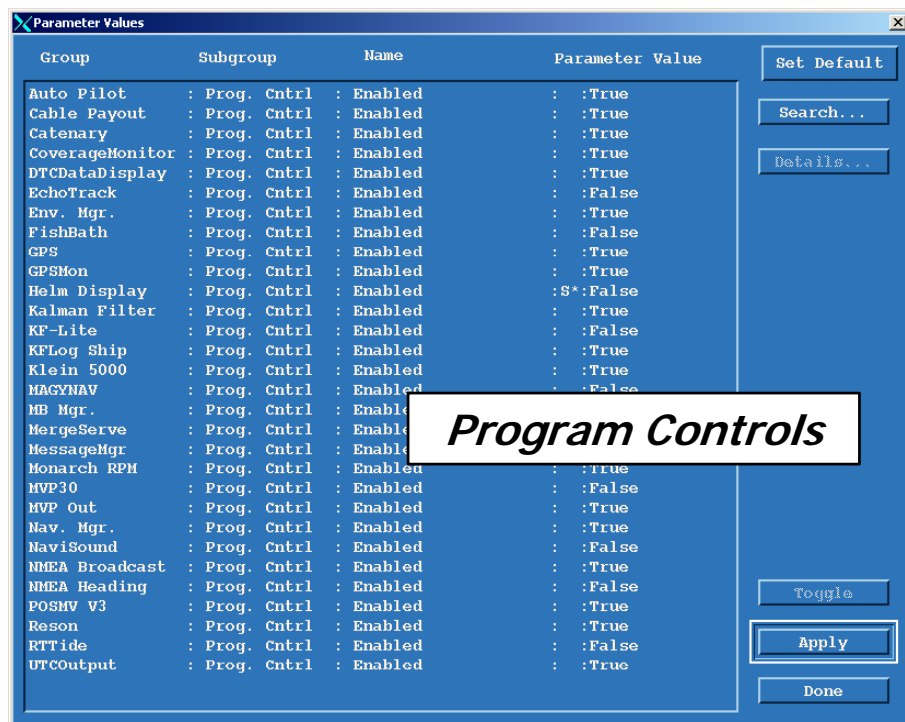 Parameter Values
Group Subgroup Name Parameter Value
Auto Pilot : Prog. Cntrl : Enabled : :True
Cable Payout : Prog. Cntrl : Enabled : :True
Catenary : Prog. Cntrl : Enabled : :True
CoverageMonitor : Prog. Cntrl : Enabled : :True
DTCDataDisplay : Prog. Cntrl : Enabled : :True
EchoTrack : Prog. Cntrl : Enabled : :False
Env. Mgr. : Prog. Cntrl : Enabled : :True
FishBath : Prog. Cntrl : Enabled : :False
GPS : Prog. Cntrl : Enabled : :True
GPSMon : Prog. Cntrl : Enabled : :True
Helm Display : Prog. Cntrl : Enabled :S*:False
Kalman Filter : Prog. Cntrl : Enabled : :True
KF-Lite : Prog. Cntrl : Enabled : :False
KFLog Ship : Prog. Cntrl : Enabled : :True
Klein 5000 : Prog. Cntrl : Enabled : :True
MAGYNAV : Prog. Cntrl : Enabled : :False
MB Mgr. : Prog. Cntrl :
MergeServe : Prog. Cntrl :
MessageMgr : Prog. Cntrl :
Monarch RPM : Prog. Cntrl : Enabled : :True
MVP30 : Prog. Cntrl : Enabled : :False
MVP Out : Prog. Cntrl : Enabled : :True
Nav. Mgr. : Prog. Cntrl : Enabled : :True
NaviSound : Prog. Cntrl : Enabled : :False
NMEA Broadcast : Prog. Cntrl : Enabled : :True
NMEA Heading : Prog. Cntrl : Enabled : :False
POSMV V3 : Prog. Cntrl : Enabled : :True
Reson : Prog. Cntrl : Enabled : :True
RTTide : Prog. Cntrl : Enabled : :False
UTCOutput : Prog. Cntrl : Enabled : :True
Program Controls
Set Default
Search...
Details...
Toggle
Apply
Done